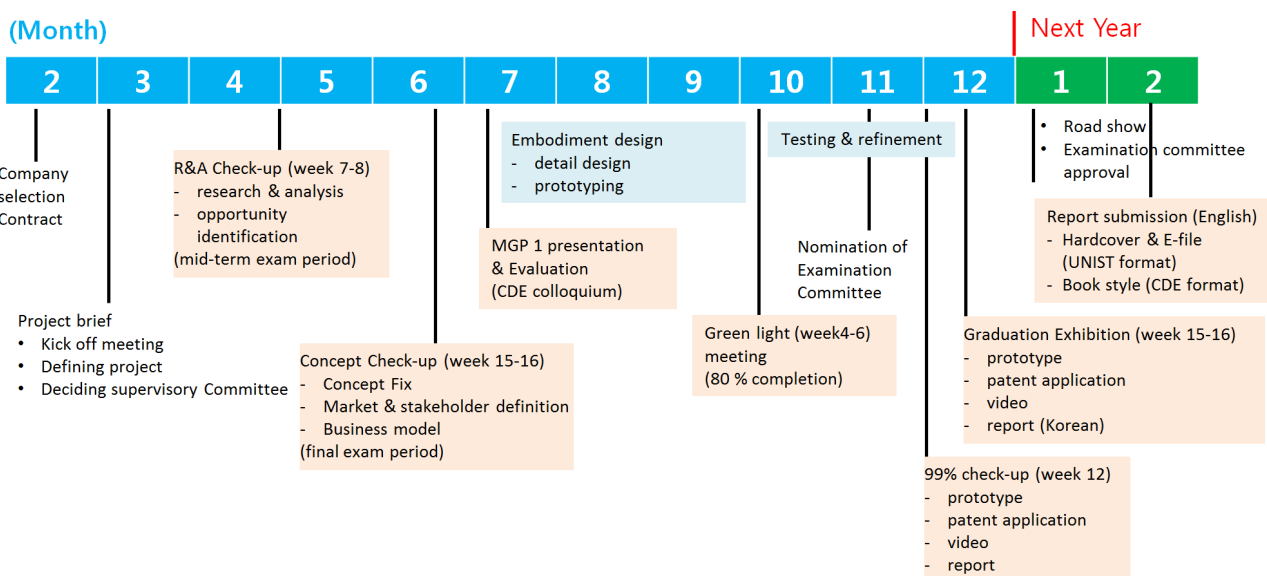 (Month)
Next Year
2 3 4 5 6 7 8 9 10 11 12 1 2
Company
selection
Contract
Project brief
• Kick off meeting
• Defining project
• Deciding supervisory Committee
R&A Check-up (week 7-8)
- research & analysis
- opportunity
identification
(mid-term exam period)
Concept Check-up (week 15-16)
- Concept Fix
- Market & stakeholder definition
- Business model
(final exam period)
Embodiment design
- detail design
- prototyping
MGP 1 presentation
& Evaluation
(CDE colloquium)
Green light (week4-6)
meeting
(80 % completion)
Testing & refinement
Nomination of
Examination
Committee
99% check-up (week 12)
- prototype
- patent application
- video
- report
Graduation Exhibition (week 15-16)
- prototype
- patent application
- video
- report (Korean)
• Road show
• Examination committee
approval
Report submission (English)
- Hardcover & E-file
(UNIST format)
- Book style (CDE format)